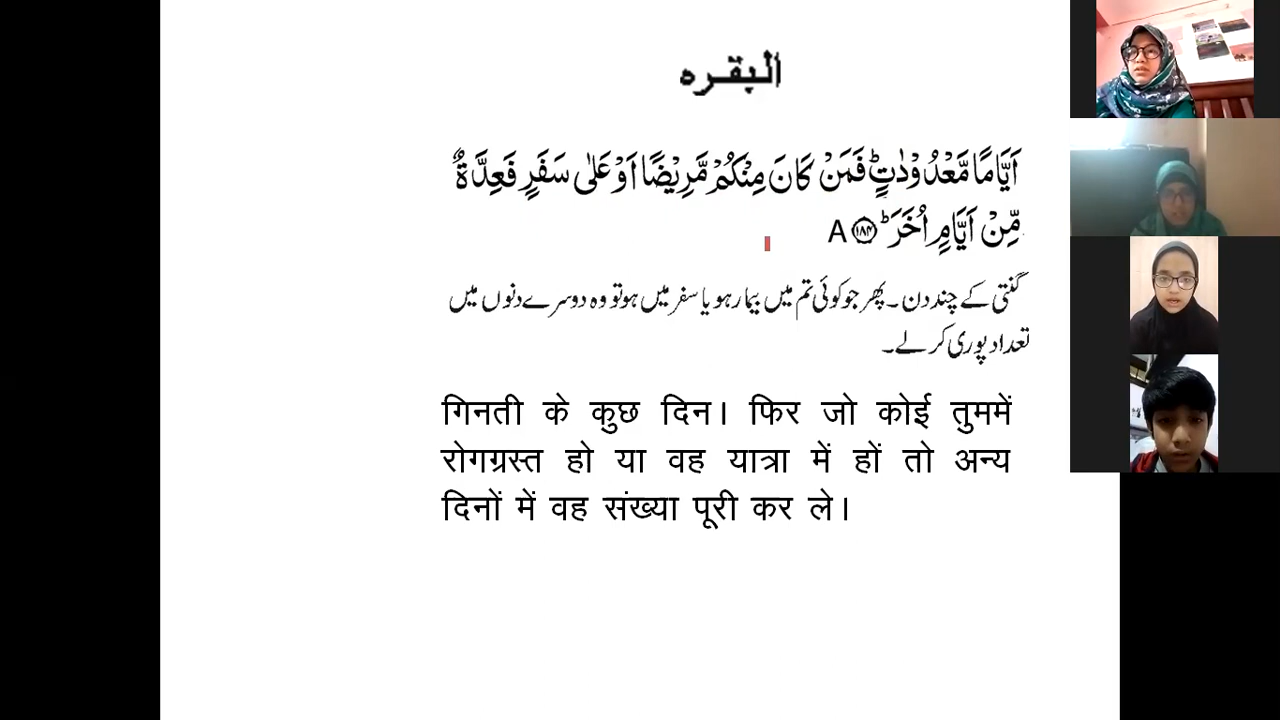 البقرہ
اَيَّامًا مَّعْدُوْدٰتٍ ؕ فَمَنْ كَانَ مِنْكُمْ مَّرِيْضًا اَوْ عَلٰى سَفَرٍ فَعِدَّةٌ
مِّنْ اَيَّامٍ اُخَرَ ؕ ۝۱۸۴ A
گنتی کے چند دن۔ پھر جو کوئی تم میں بیمار ہو یا سفر میں ہو تو وہ دوسرے دنوں میں
تعداد پوری کر لے۔
गिनती के कुछ दिन। फिर जो कोई तुममें
रोगग्रस्त हो या वह यात्रा में हों तो अन्य
दिनों में वह संख्या पूरी कर ले।